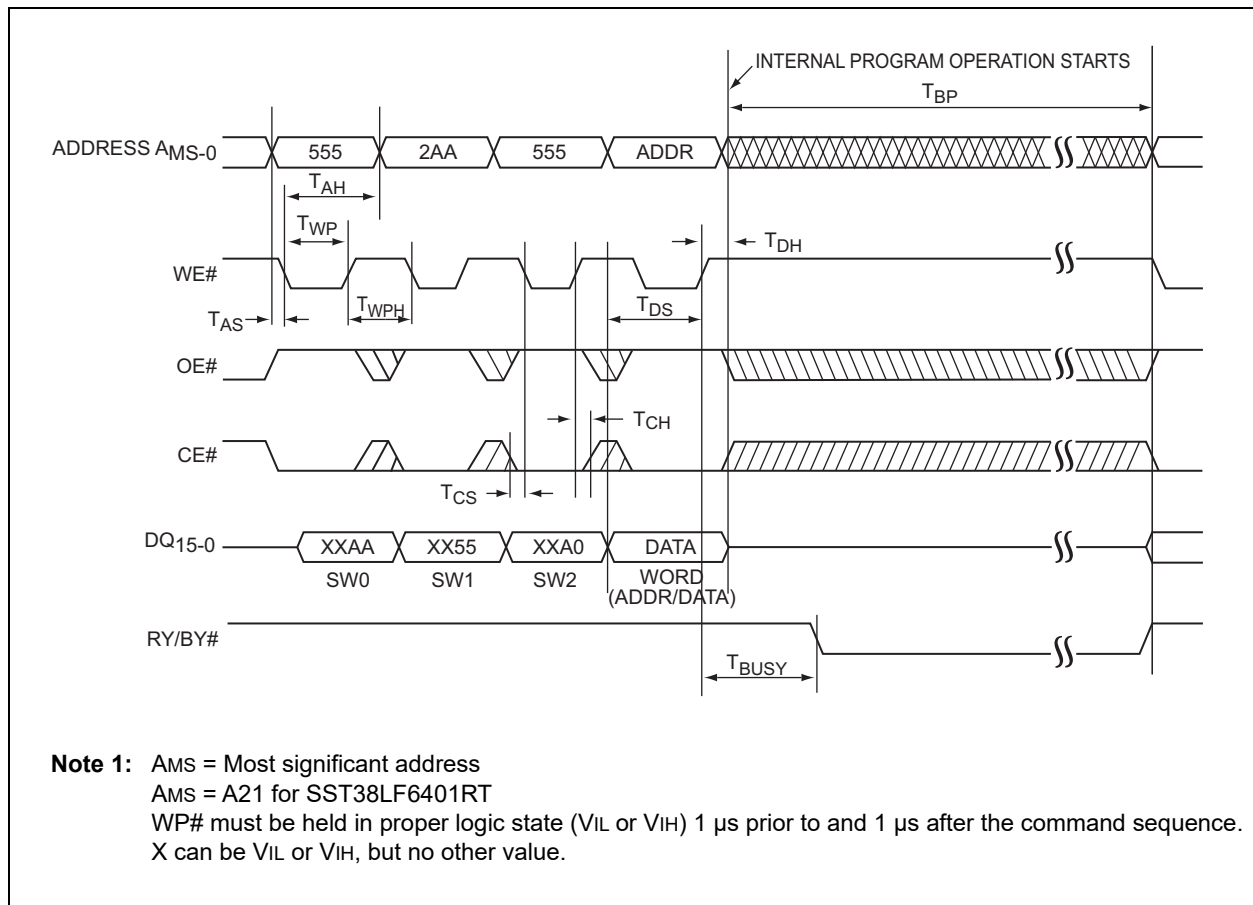 INTERNAL PROGRAM OPERATION STARTS
TBP
ADDRESS AMS-0
555
2AA
555
ADDR
TAH
TWP
TDH
WE#
TWPH
TDS
TAS
OE#
TCH
CE#
TCS
DQ15-0
XXAA
XX55
XXA0
DATA
SW0
SW1
SW2
WORD
(ADDR/DATA)
RY/BY#
TBUSY
Note 1: AMS = Most significant address
AMS = A21 for SST38LF6401RT
WP# must be held in proper logic state (VIL or VIH) 1 µs prior to and 1 µs after the command sequence.
X can be VIL or VIH, but no other value.